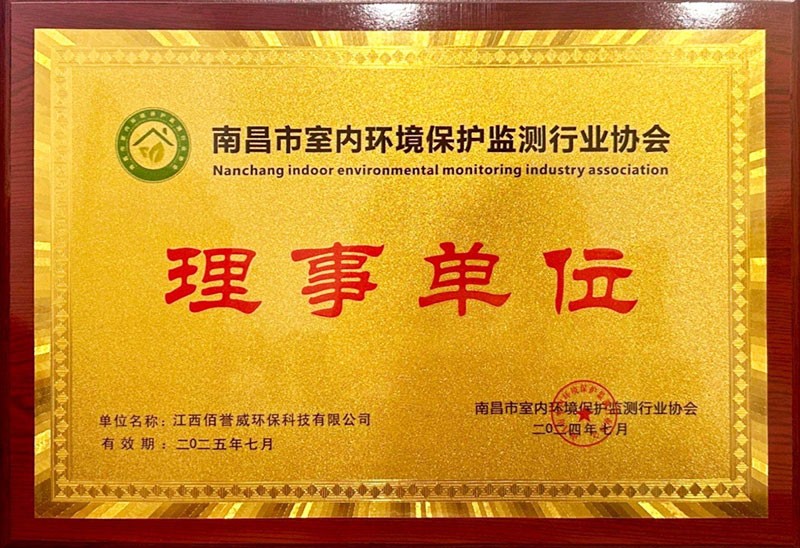 南昌市室内环境保护监测行业协会
Nanchang indoor environmental monitoring industry association
理事单位
单位名称：江西佰誉威环保科技有限公司
有效期：二0二五年七月
南昌市室内环境保护监测行业协会
二0二四年七月